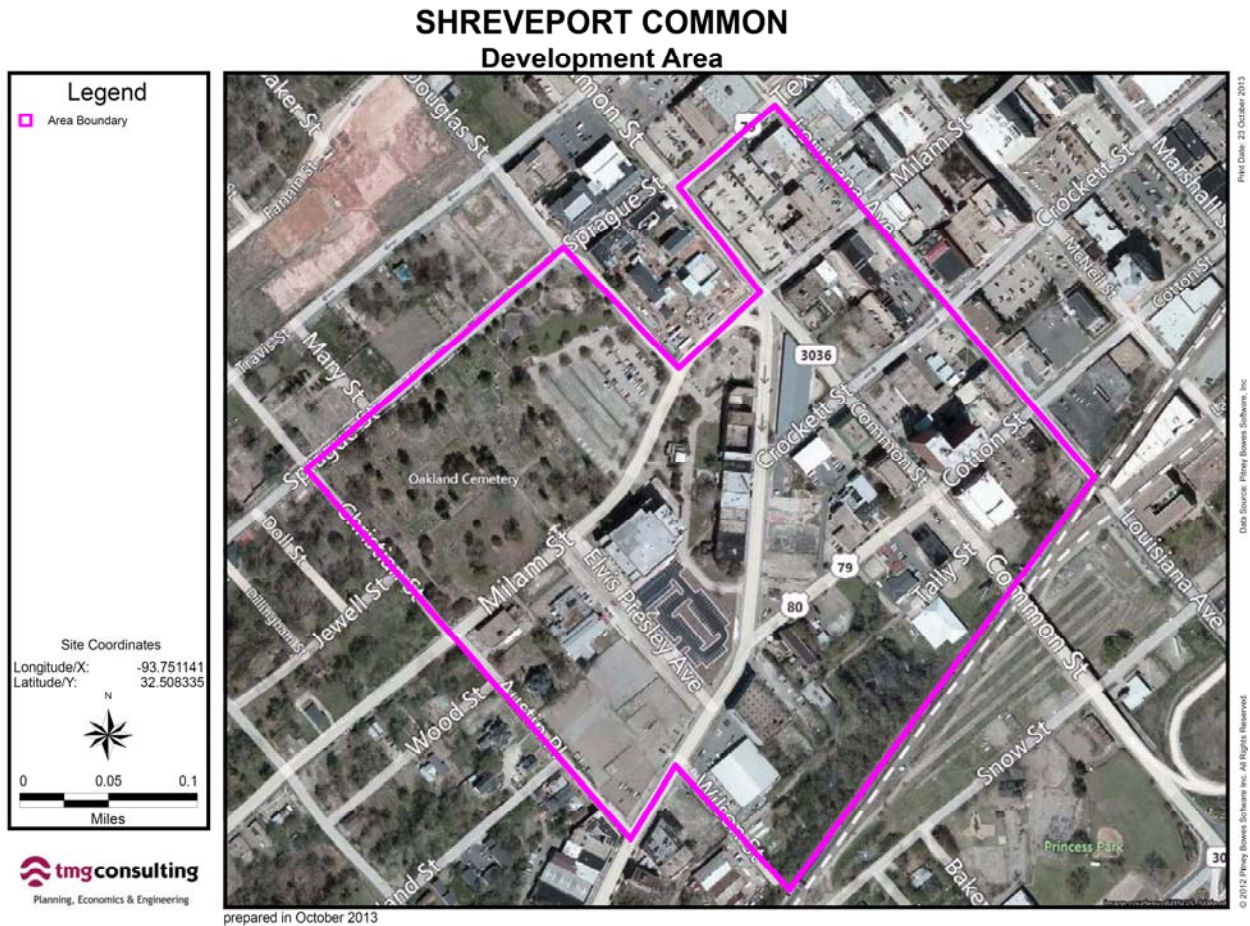 SHREVEPORT COMMON
Development Area
Legend
Area Boundary
Site Coordinates
Longitude/X: -93.751141
Latitude/Y: 32.508335
N
0 0.05 0.1
Miles
tmgconsulting
Planning, Economics & Engineering
prepared in October 2013
Douglas St
Fannin St
Sprague St
Louisiana Ave
Milam St
Crockett St
McNeil St
Cotton St
3036
Travis St
Mary St
Crockett St
Common St
Cotton St
Oakland Cemetery
Christian St
Doll St
Jewell St
Milam St
Elvis Presley Ave
79
80
Tally St
Common St
Louisiana Ave
Wood St
Snow St
Wilson St
Princess Park
Print Date: 23 October 2013
Data Source: Pitney Bowes Software, Inc
© 2012 Pitney Bowes Software Inc. All Rights Reserved.